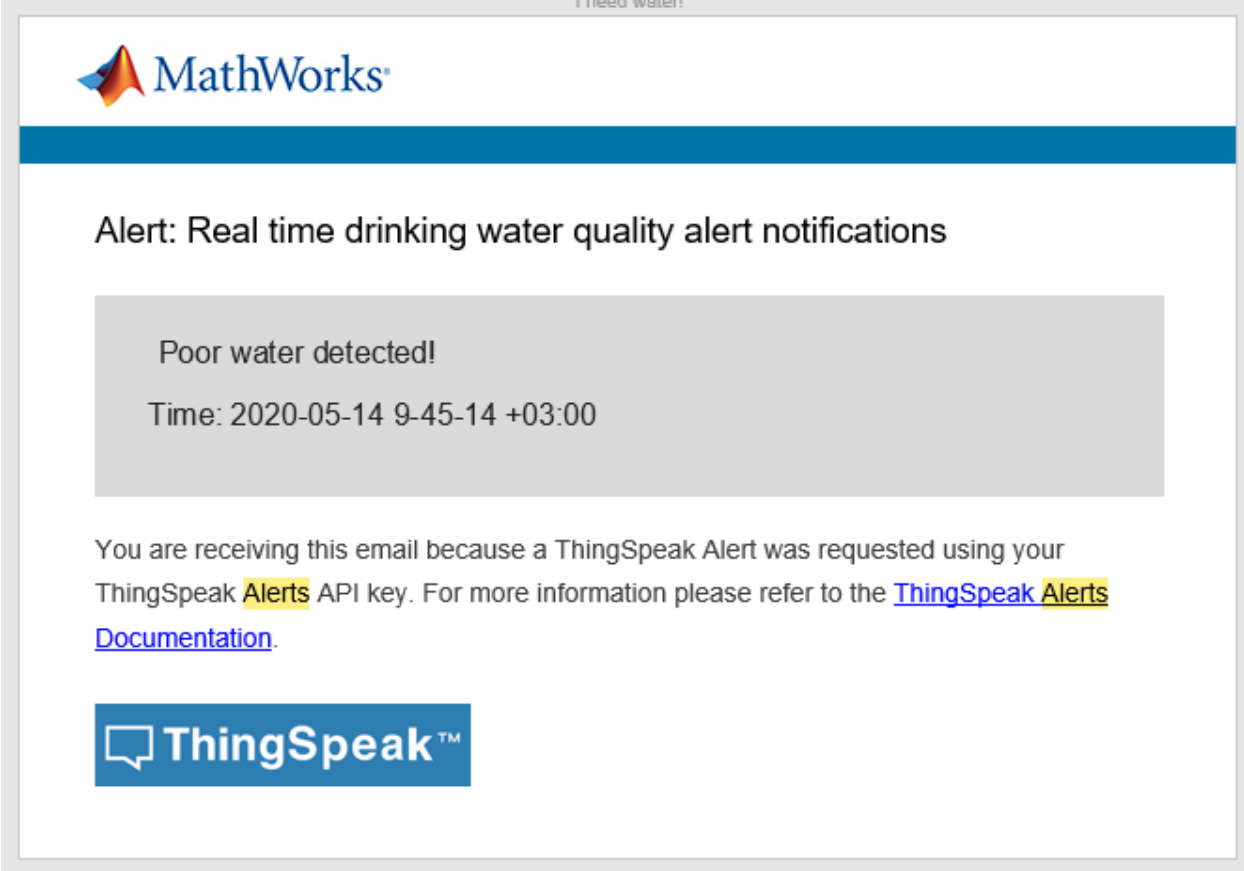 I need water!
MathWorks®
Alert: Real time drinking water quality alert notifications
Poor water detected!
Time: 2020-05-14 9-45-14 +03:00
You are receiving this email because a ThingSpeak Alert was requested using your
ThingSpeak Alerts API key. For more information please refer to the ThingSpeak Alerts
Documentation.
ThingSpeak™